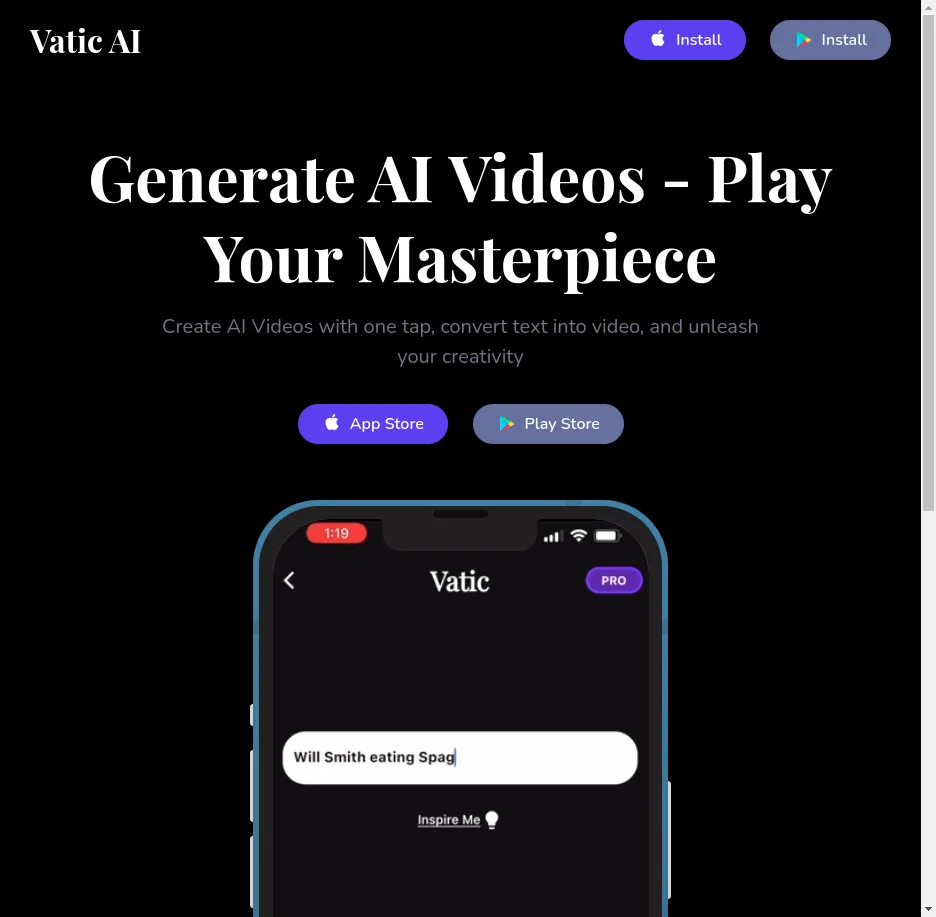 Vatic AI
Install
Install
Generate AI Videos - Play
Your Masterpiece
Create AI Videos with one tap, convert text into video, and unleash
your creativity
App Store
Play Store
1:19
Vatic
PRO
Will Smith eating Spag
Inspire Me